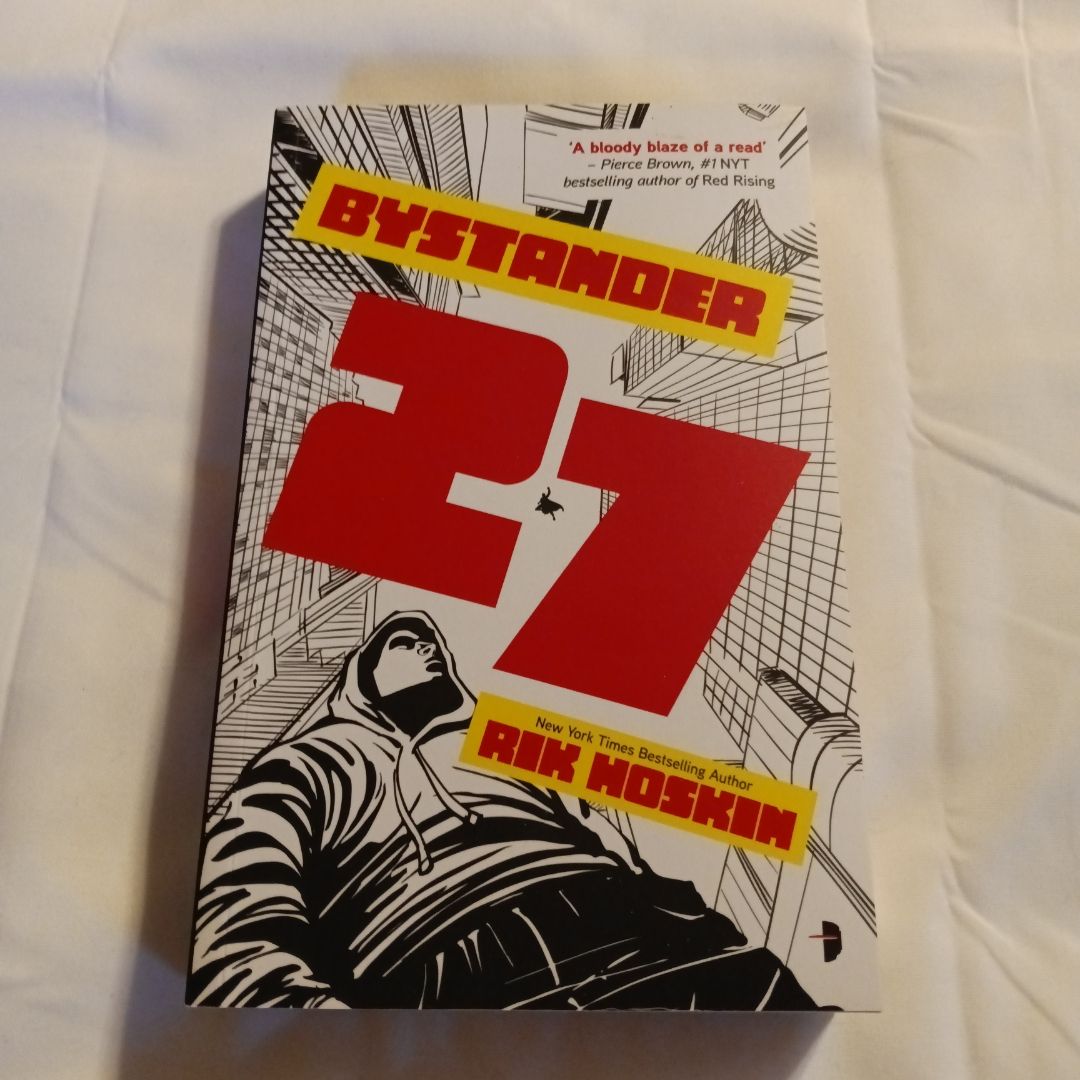 'A bloody blaze of a read'
– Pierce Brown, #1 NYT
bestselling author of Red Rising
BYSTANDER
27
New York Times Bestselling Author
RIK HOSKIN